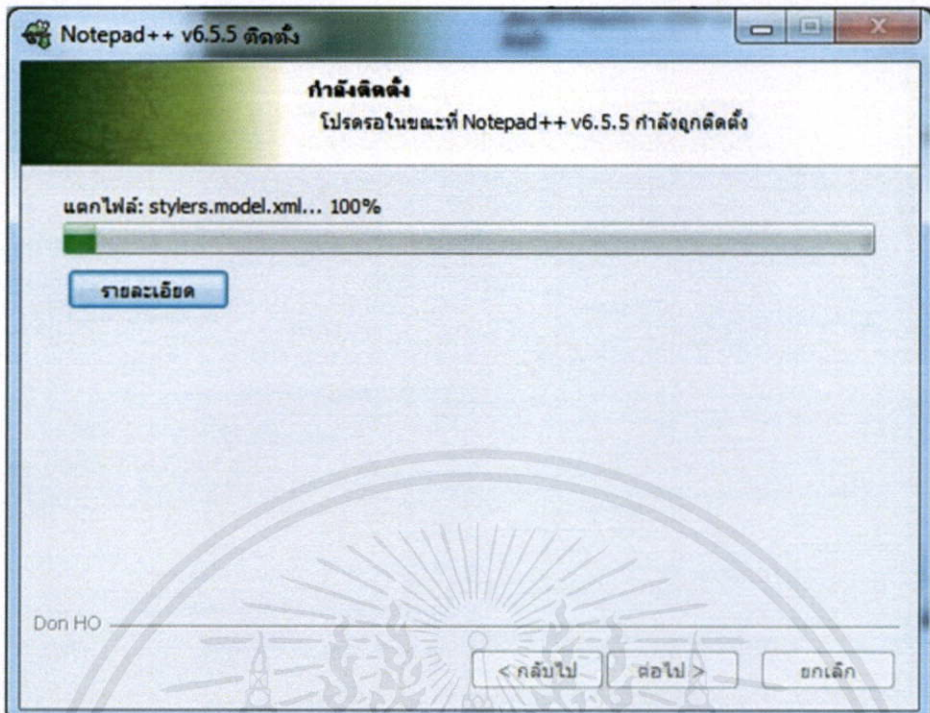 Notepad++ v6.5.5 ติดตั้ง
กำลังติดตั้ง
โปรดรอในขณะที่ Notepad++ v6.5.5 กำลังถูกติดตั้ง
แตกไฟล์: stylers.model.xml... 100%
รายละเอียด
Don HO
< กลับไป
ต่อไป >
ยกเลิก